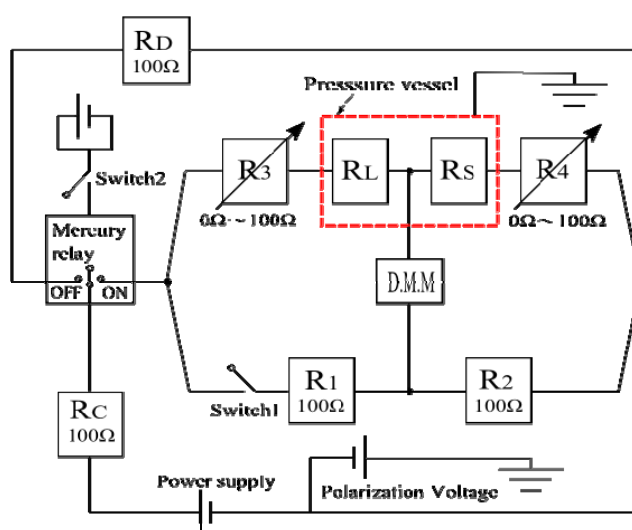 RD
100Ω
Presssure vessel
Switch2
R3
RL
RS
R4
0Ω~100Ω
0Ω~100Ω
Mercury
relay
OFF
ON
D.M.M
Switch1
R1
100Ω
R2
100Ω
RC
100Ω
Power supply
Polarization Voltage